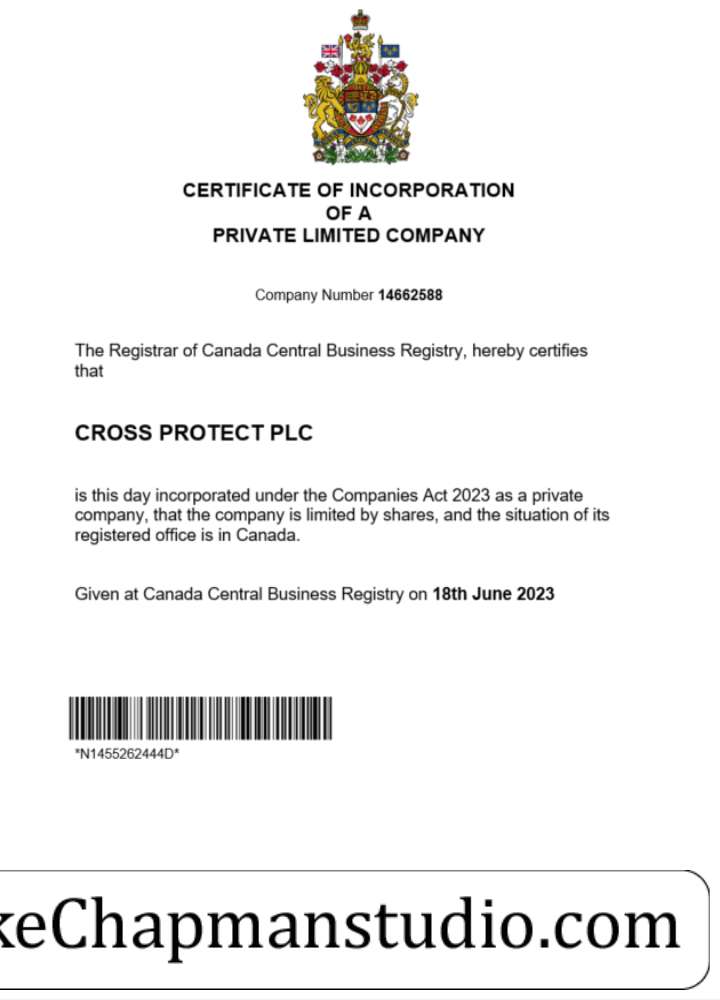 CERTIFICATE OF INCORPORATION
OF A
PRIVATE LIMITED COMPANY
Company Number 14662588
The Registrar of Canada Central Business Registry, hereby certifies
that
CROSS PROTECT PLC
is this day incorporated under the Companies Act 2023 as a private
company, that the company is limited by shares, and the situation of its
registered office is in Canada.
Given at Canada Central Business Registry on 18th June 2023
*N1455262444D*
keChapmanstudio.com